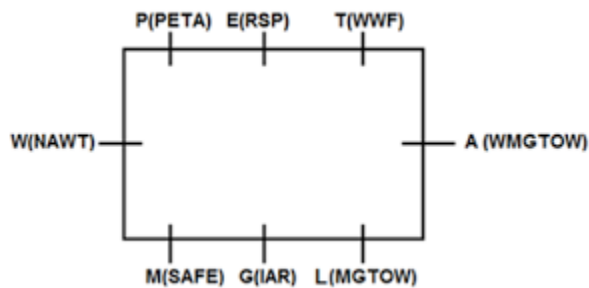 P(PETA) E(RSP) T(WWF)
W(NAWT) A (WMGTOW)
M(SAFE) G(IAR) L(MGTOW)